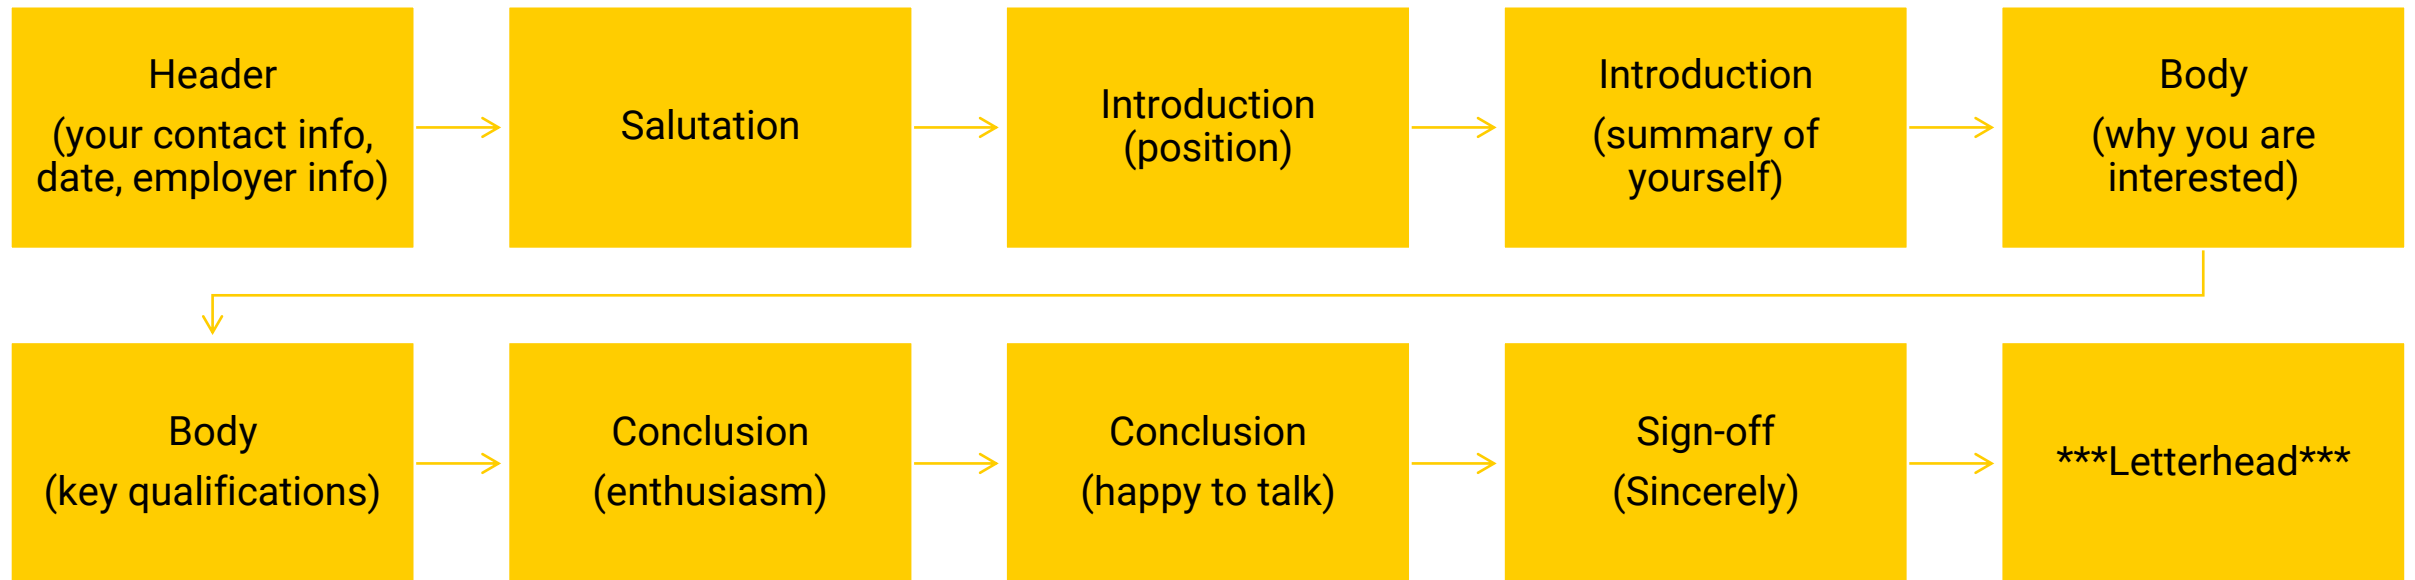 Header
(your contact info,
date, employer info)
Salutation
Introduction
(position)
Introduction
(summary of
yourself)
Body
(why you are
interested)
Body
(key qualifications)
Conclusion
(enthusiasm)
Conclusion
(happy to talk)
Sign-off
(Sincerely)
***Letterhead***